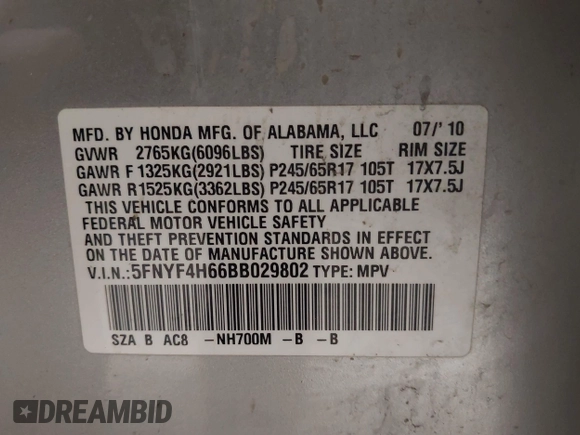 MFD. BY HONDA MFG. OF ALABAMA, LLC 07/'10
GVWR 2765KG(6096LBS) TIRE SIZE RIM SIZE
GAWR F 1325KG(2921LBS) P245/65R17 105T 17X7.5J
GAWR R 1525KG(3362LBS) P245/65R17 105T 17X7.5J
THIS VEHICLE CONFORMS TO ALL APPLICABLE
FEDERAL MOTOR VEHICLE SAFETY
AND THEFT PREVENTION STANDARDS IN EFFECT
ON THE DATE OF MANUFACTURE SHOWN ABOVE.
V.I.N.:5FNYF4H66BB029802 TYPE: MPV
SZA B AC8 -NH700M -B -B
DREAMBID